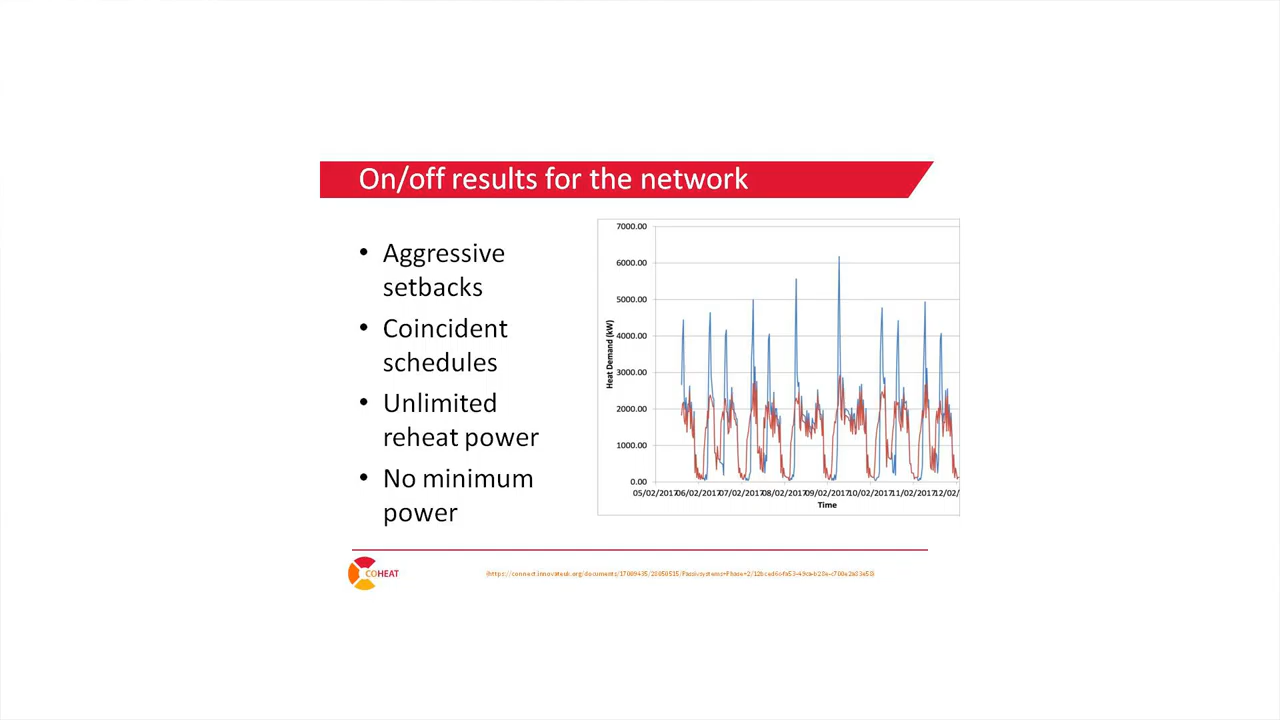 On/off results for the network
• Aggressive
setbacks
• Coincident
schedules
• Unlimited
reheat power
• No minimum
power
7000.00
6000.00
5000.00
4000.00
3000.00
2000.00
1000.00
0.00
Heat Demand (kW)
05/02/2017 06/02/2017 07/02/2017 08/02/2017 09/02/2017 10/02/2017 11/02/2017 12/02/
Time
COHEAT